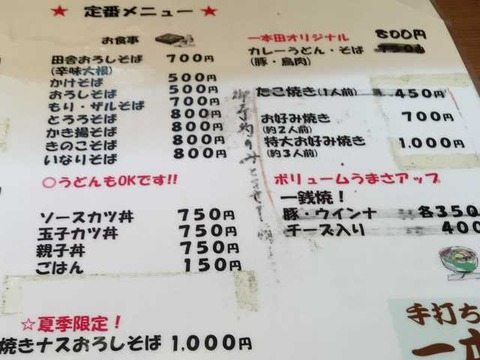 ★ 定番メニュー ★
お食事
田舎おろしそば 700円
(辛味大根)
かけそば 500円
おろしそば 500円
もり・ザルそば 700円
とろろそば 800円
かき揚そば 800円
きのこそば 800円
いなりそば 800円
○うどんもOKです!!
ソースカツ丼 750円
玉子カツ丼 750円
親子丼 750円
ごはん 150円
☆夏季限定!
焼きナスおろしそば 1,000円
一本田オリジナル 800円
カレーうどん・そば
(豚・鳥肉)
たこ焼き(1人前) 450円
お好み焼き 700円
(約2人前)
特大お好み焼き 1,000円
(約3人前)
ボリュームうまさアップ
一銭焼!
豚・ウインナ 各350
チーズ入り 400
手打ち